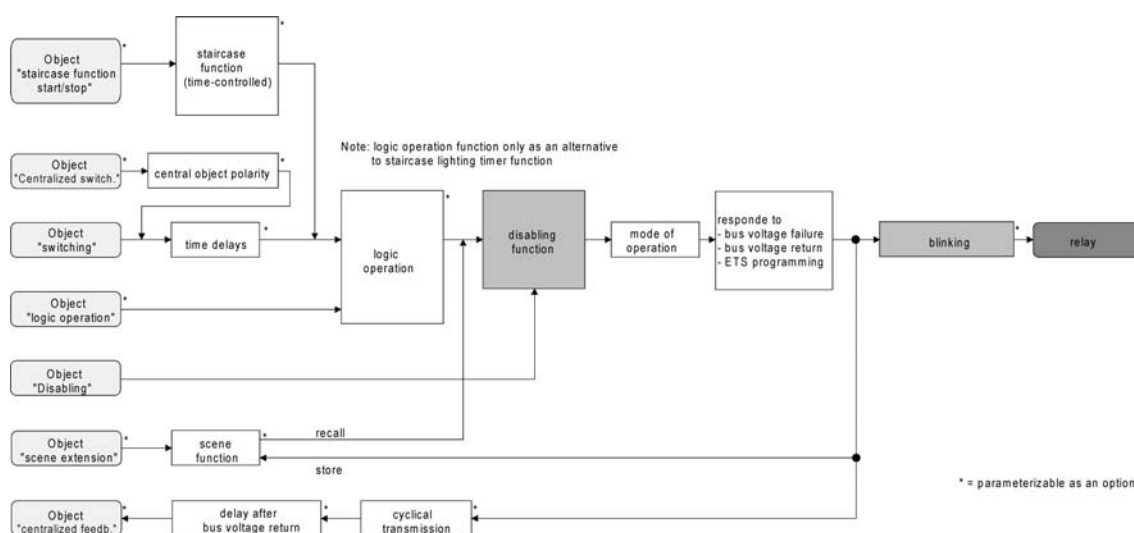 *
Object
"staircase function
start/stop"
*
staircase
function
(time-controlled)
Note: logic operation function only as an alternative
to staircase lighting timer function
*
Object
"Centralized switch."
*
central object polarity
Object
"switching"
*
time delays
*
logic
operation
disabling
function
mode of
operation
responde to
- bus voltage failure
- bus voltage return
- ETS programming
*
blinking
relay
*
Object
"logic operation"
Object
"Disabling"
*
Object
"scene extension"
*
scene
function
recall
store
* = parameterizable as an option
*
Object
"centralized feedb."
*
delay after
bus voltage return
*
cyclical
transmission